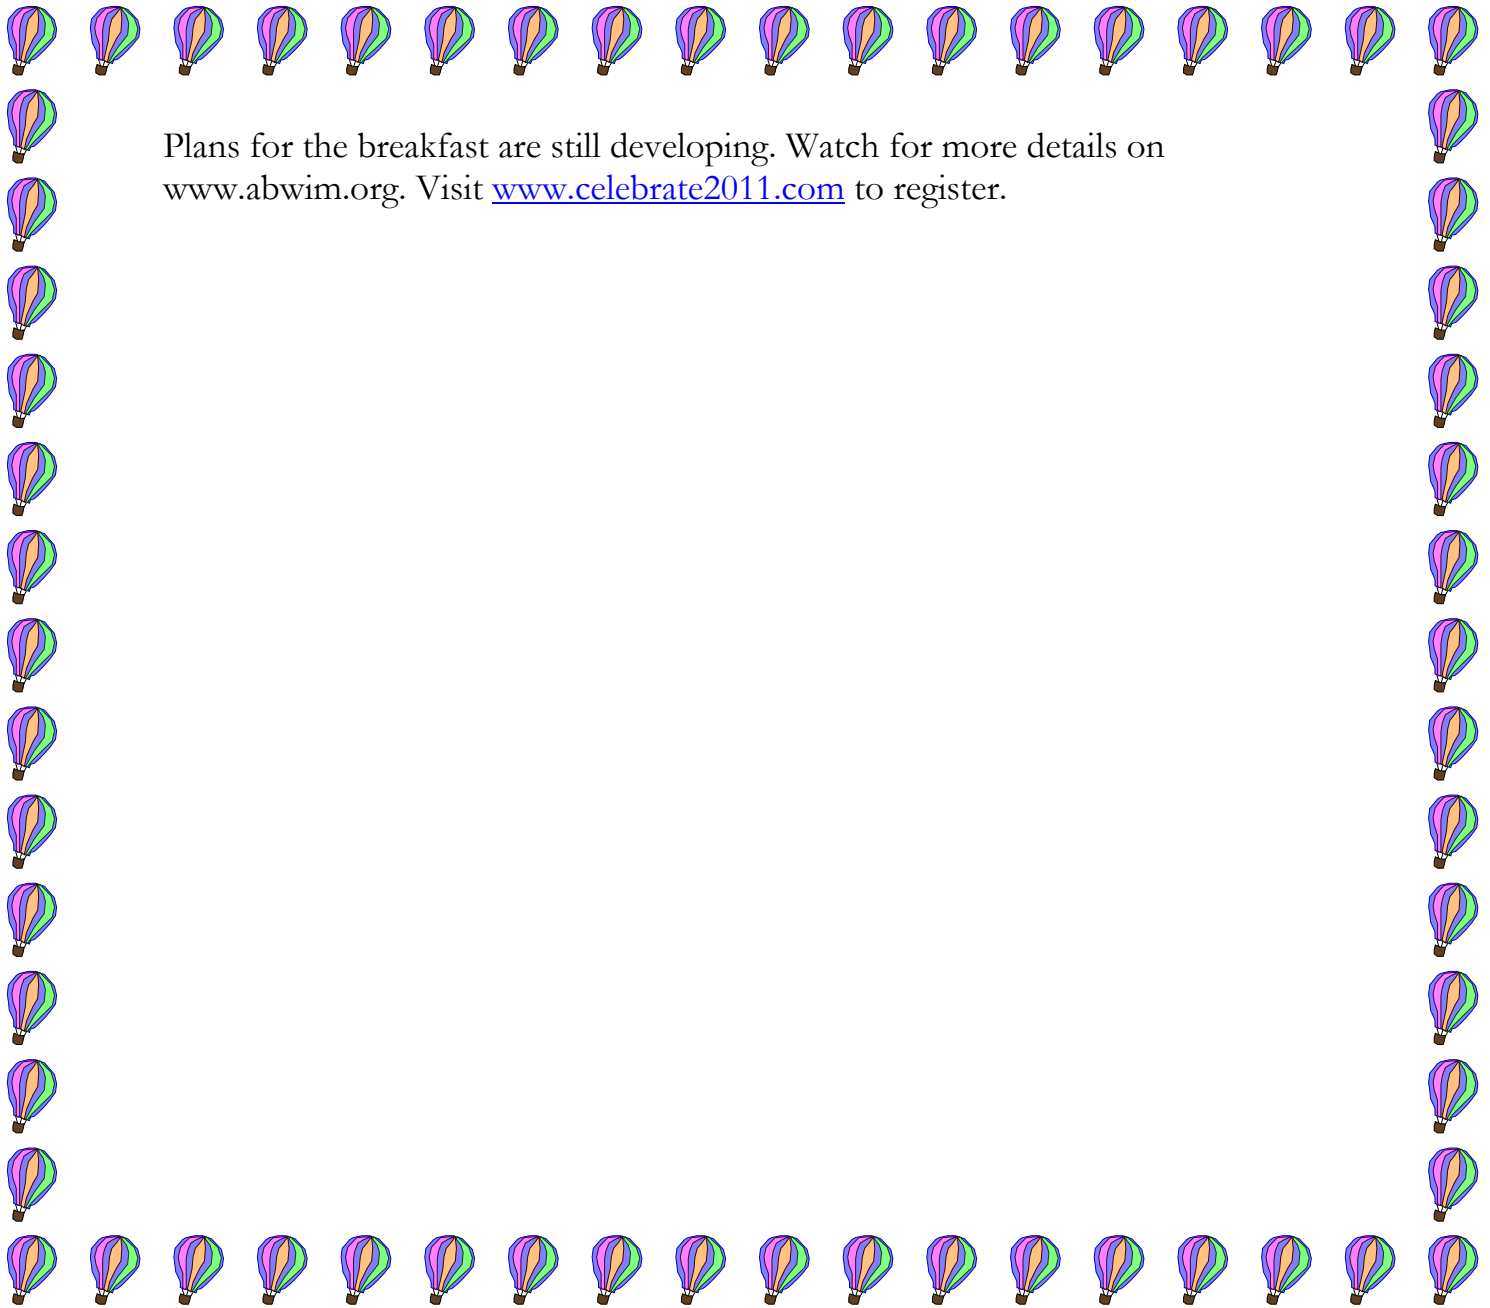 Plans for the breakfast are still developing. Watch for more details on
www.abwim.org. Visit www.celebrate2011.com to register.